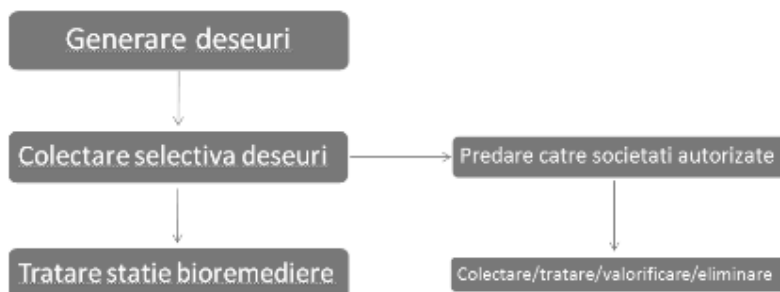 Generare deseuri
Colectare selectiva deseuri
Predare catre societati autorizate
Tratare statie bioremediere
Colectare/tratare/valorificare/eliminare